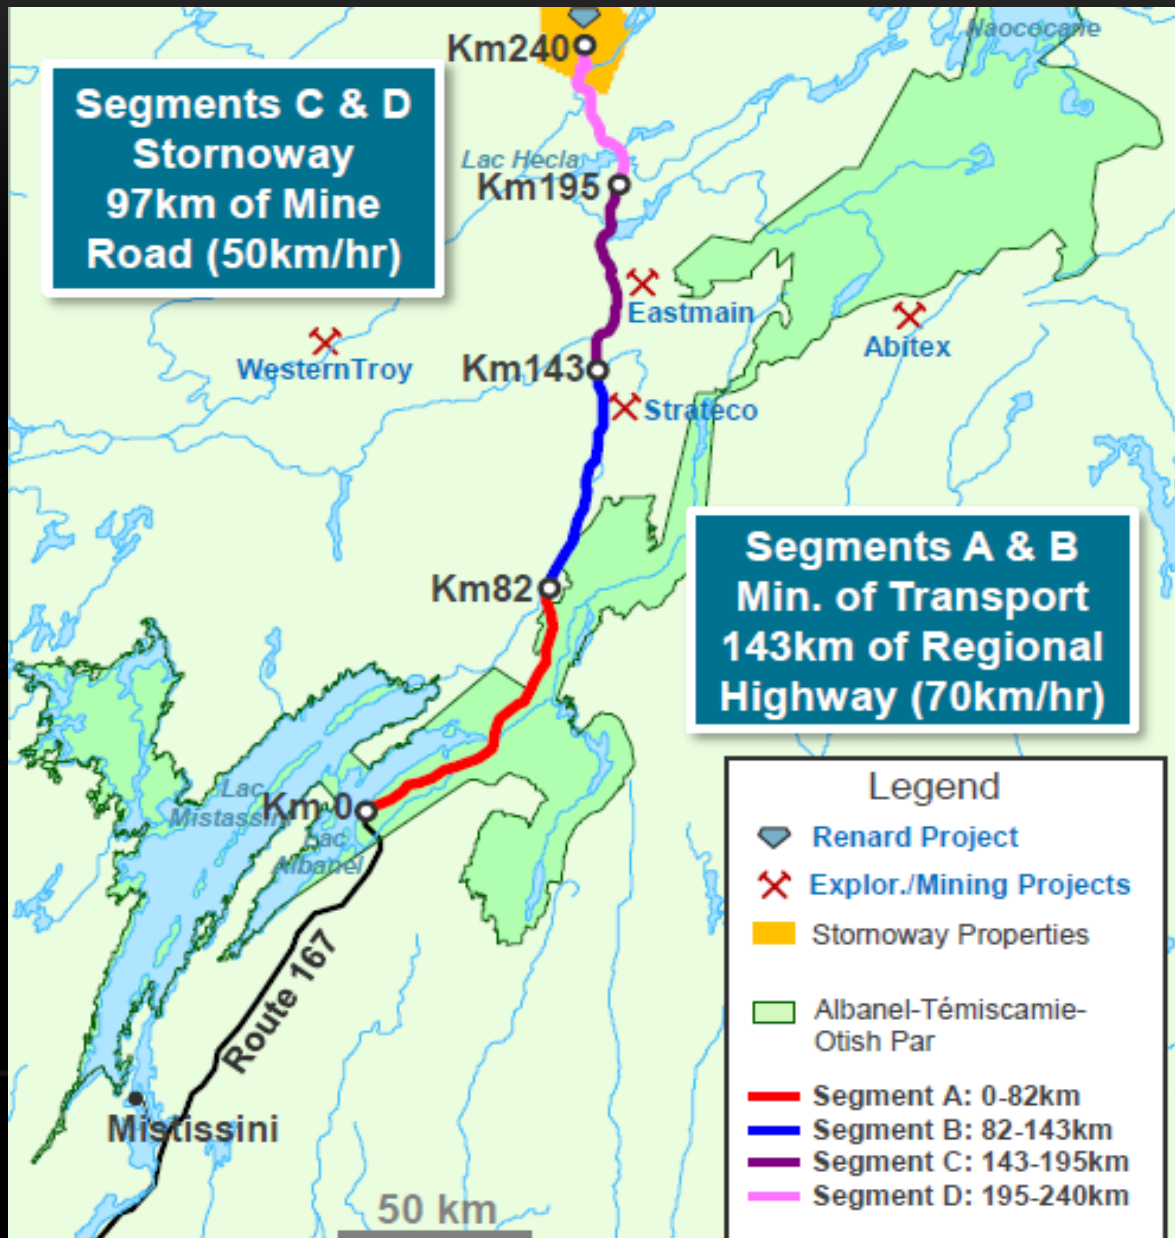 Naococane
Km240
Segments C & D
Stornoway
97km of Mine
Road (50km/hr)
Lac Hecla
Km195
Eastmain
Abitex
WesternTroy
Km143
Strateco
Segments A & B
Min. of Transport
143km of Regional
Highway (70km/hr)
Km82
Lac
Mistassini
Km 0
Lac
Albanel
Route 167
Mistissini
50 km
Legend
Renard Project
Explor./Mining Projects
Stornoway Properties
Albanel-Témiscamie-
Otish Par
Segment A: 0-82km
Segment B: 82-143km
Segment C: 143-195km
Segment D: 195-240km